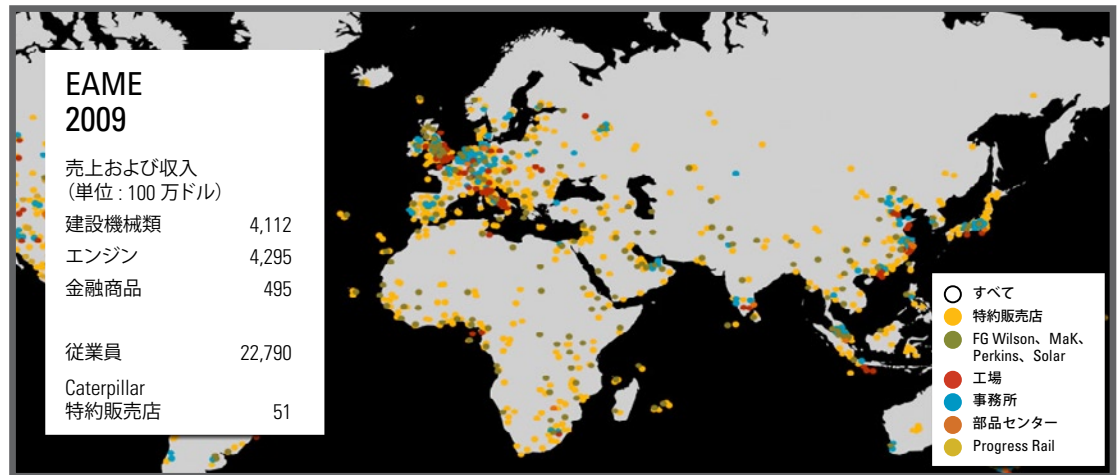 EAME
2009
売上および収入
（単位 : 100 万ドル）
建設機械類 4,112
エンジン 4,295
金融商品 495
従業員 22,790
Caterpillar
特約販売店 51
すべて
特約販売店
FG Wilson、MaK、
Perkins、Solar
工場
事務所
部品センター
Progress Rail